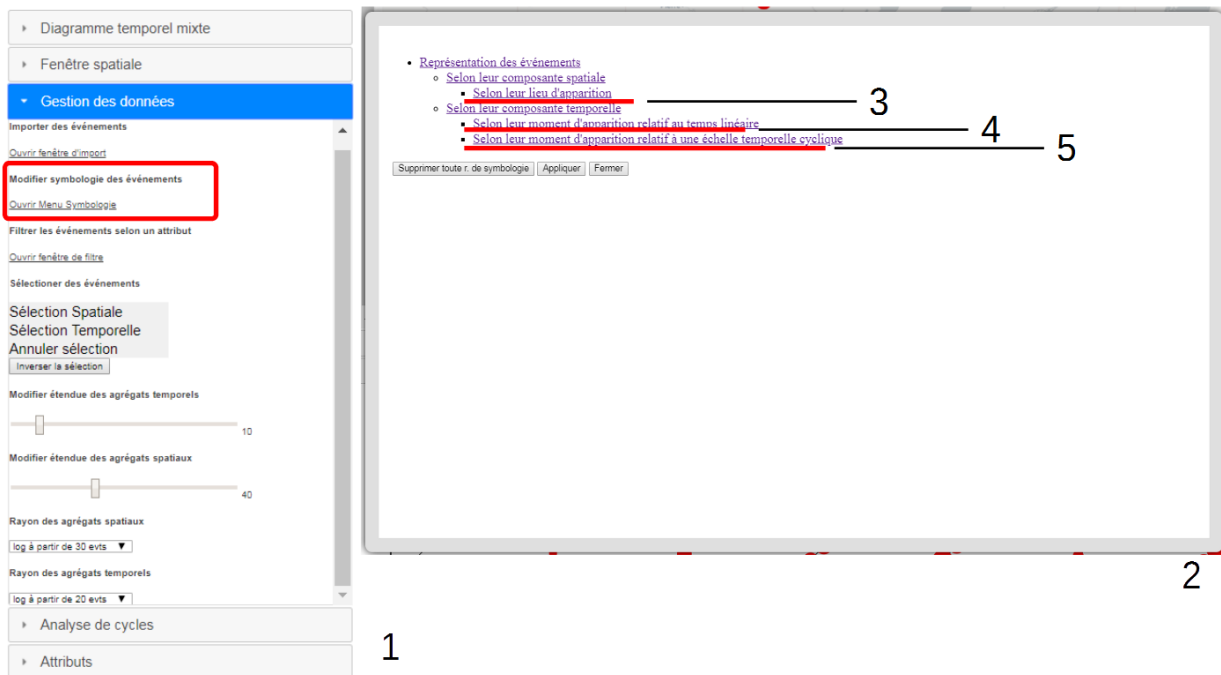 Diagramme temporel mixte
Fenêtre spatiale
Gestion des données
Importer des événements
Ouvrir fenêtre d'import
Modifier symbologie des événements
Ouvrir Menu Symbologie
Filtrer les événements selon un attribut
Ouvrir fenêtre de filtre
Sélectioner des événements
Sélection Spatiale
Sélection Temporelle
Annuler sélection
Inverser la sélection
Modifier étendue des agrégats temporels
10
Modifier étendue des agrégats spatiaux
40
Rayon des agrégats spatiaux
log à partir de 30 evts
Rayon des agrégats temporels
log à partir de 20 evts
Analyse de cycles
Attributs
1
Représentation des événements
Selon leur composante spatiale
Selon leur lieu d'apparition
3
Selon leur composante temporelle
Selon leur moment d'apparition relatif au temps linéaire
4
Selon leur moment d'apparition relatif à une échelle temporelle cyclique
5
Supprimer toute r. de symbologie Appliquer Fermer
2